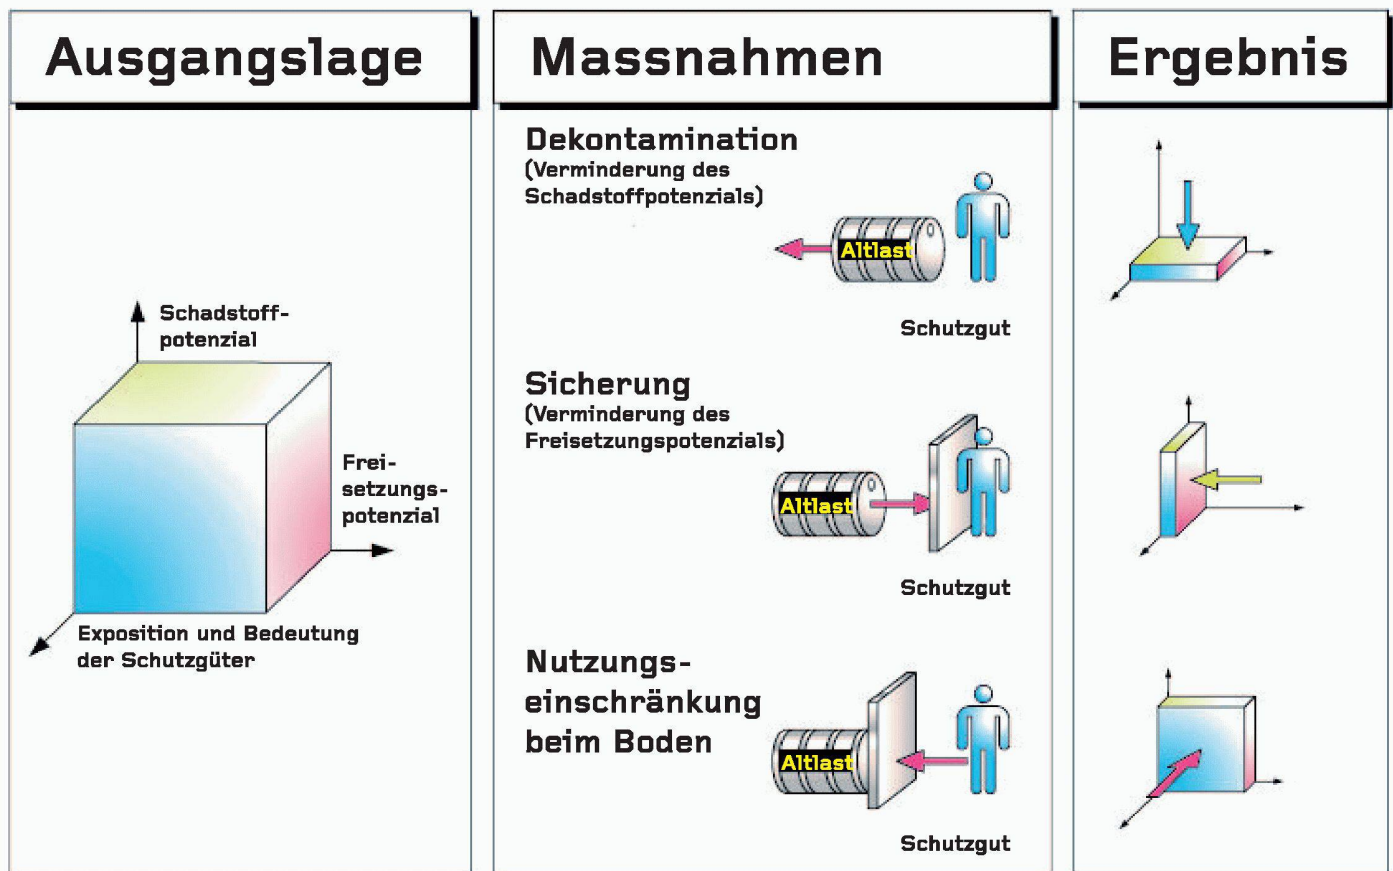 Ausgangslage
Schadstoff-
potenzial
Frei-
setzungs-
potenzial
Exposition und Bedeutung
der Schutzgüter
Massnahmen
Dekontamination
(Verminderung des
Schadstoffpotenzials)
Altlast
Schutzgut
Sicherung
(Verminderung des
Freisetzungspotenzials)
Altlast
Schutzgut
Nutzungs-
einschränkung
beim Boden
Altlast
Schutzgut
Ergebnis